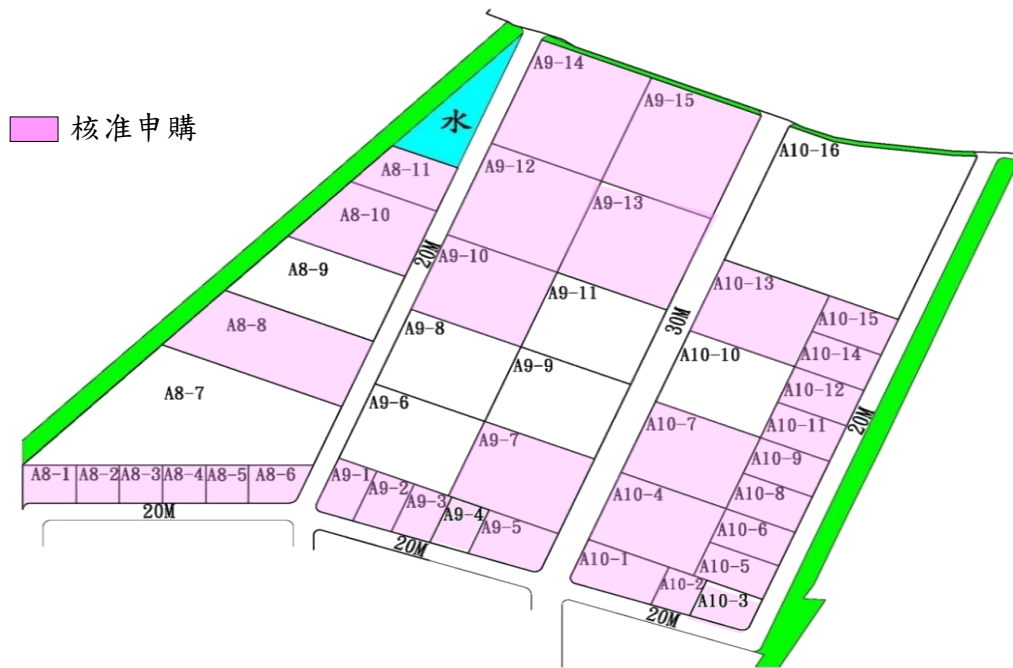 核准申購
水
A8-11
A8-10
A8-9
A8-8
A8-7
A8-1
A8-2
A8-3
A8-4
A8-5
A8-6
20M
20M
A9-14
A9-15
A9-12
A9-13
A9-10
A9-11
A9-8
A9-9
A9-6
A9-7
A9-1
A9-2
A9-3
A9-4
A9-5
20M
30M
A10-16
A10-13
A10-15
A10-14
A10-10
A10-12
A10-11
A10-7
A10-9
A10-8
A10-4
A10-6
A10-5
A10-1
A10-2
A10-3
20M
20M